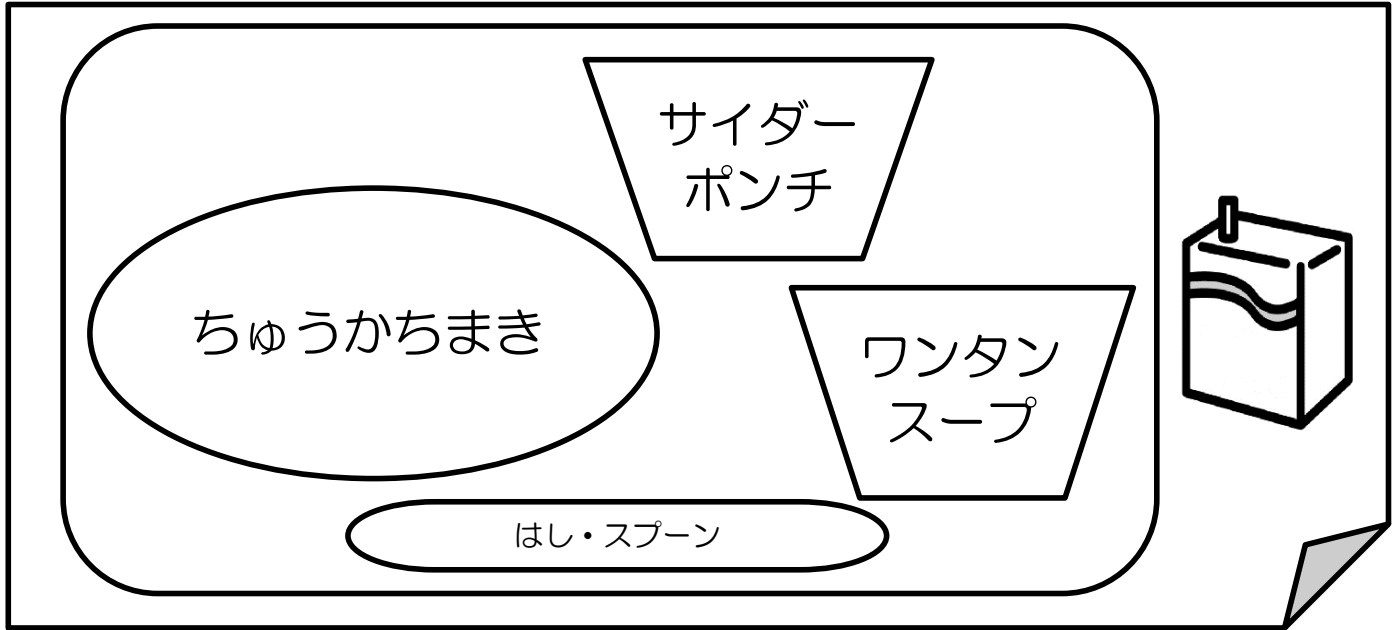 サイダー
ポンチ
ちゅうかちまき
ワンタン
スープ
はし・スプーン